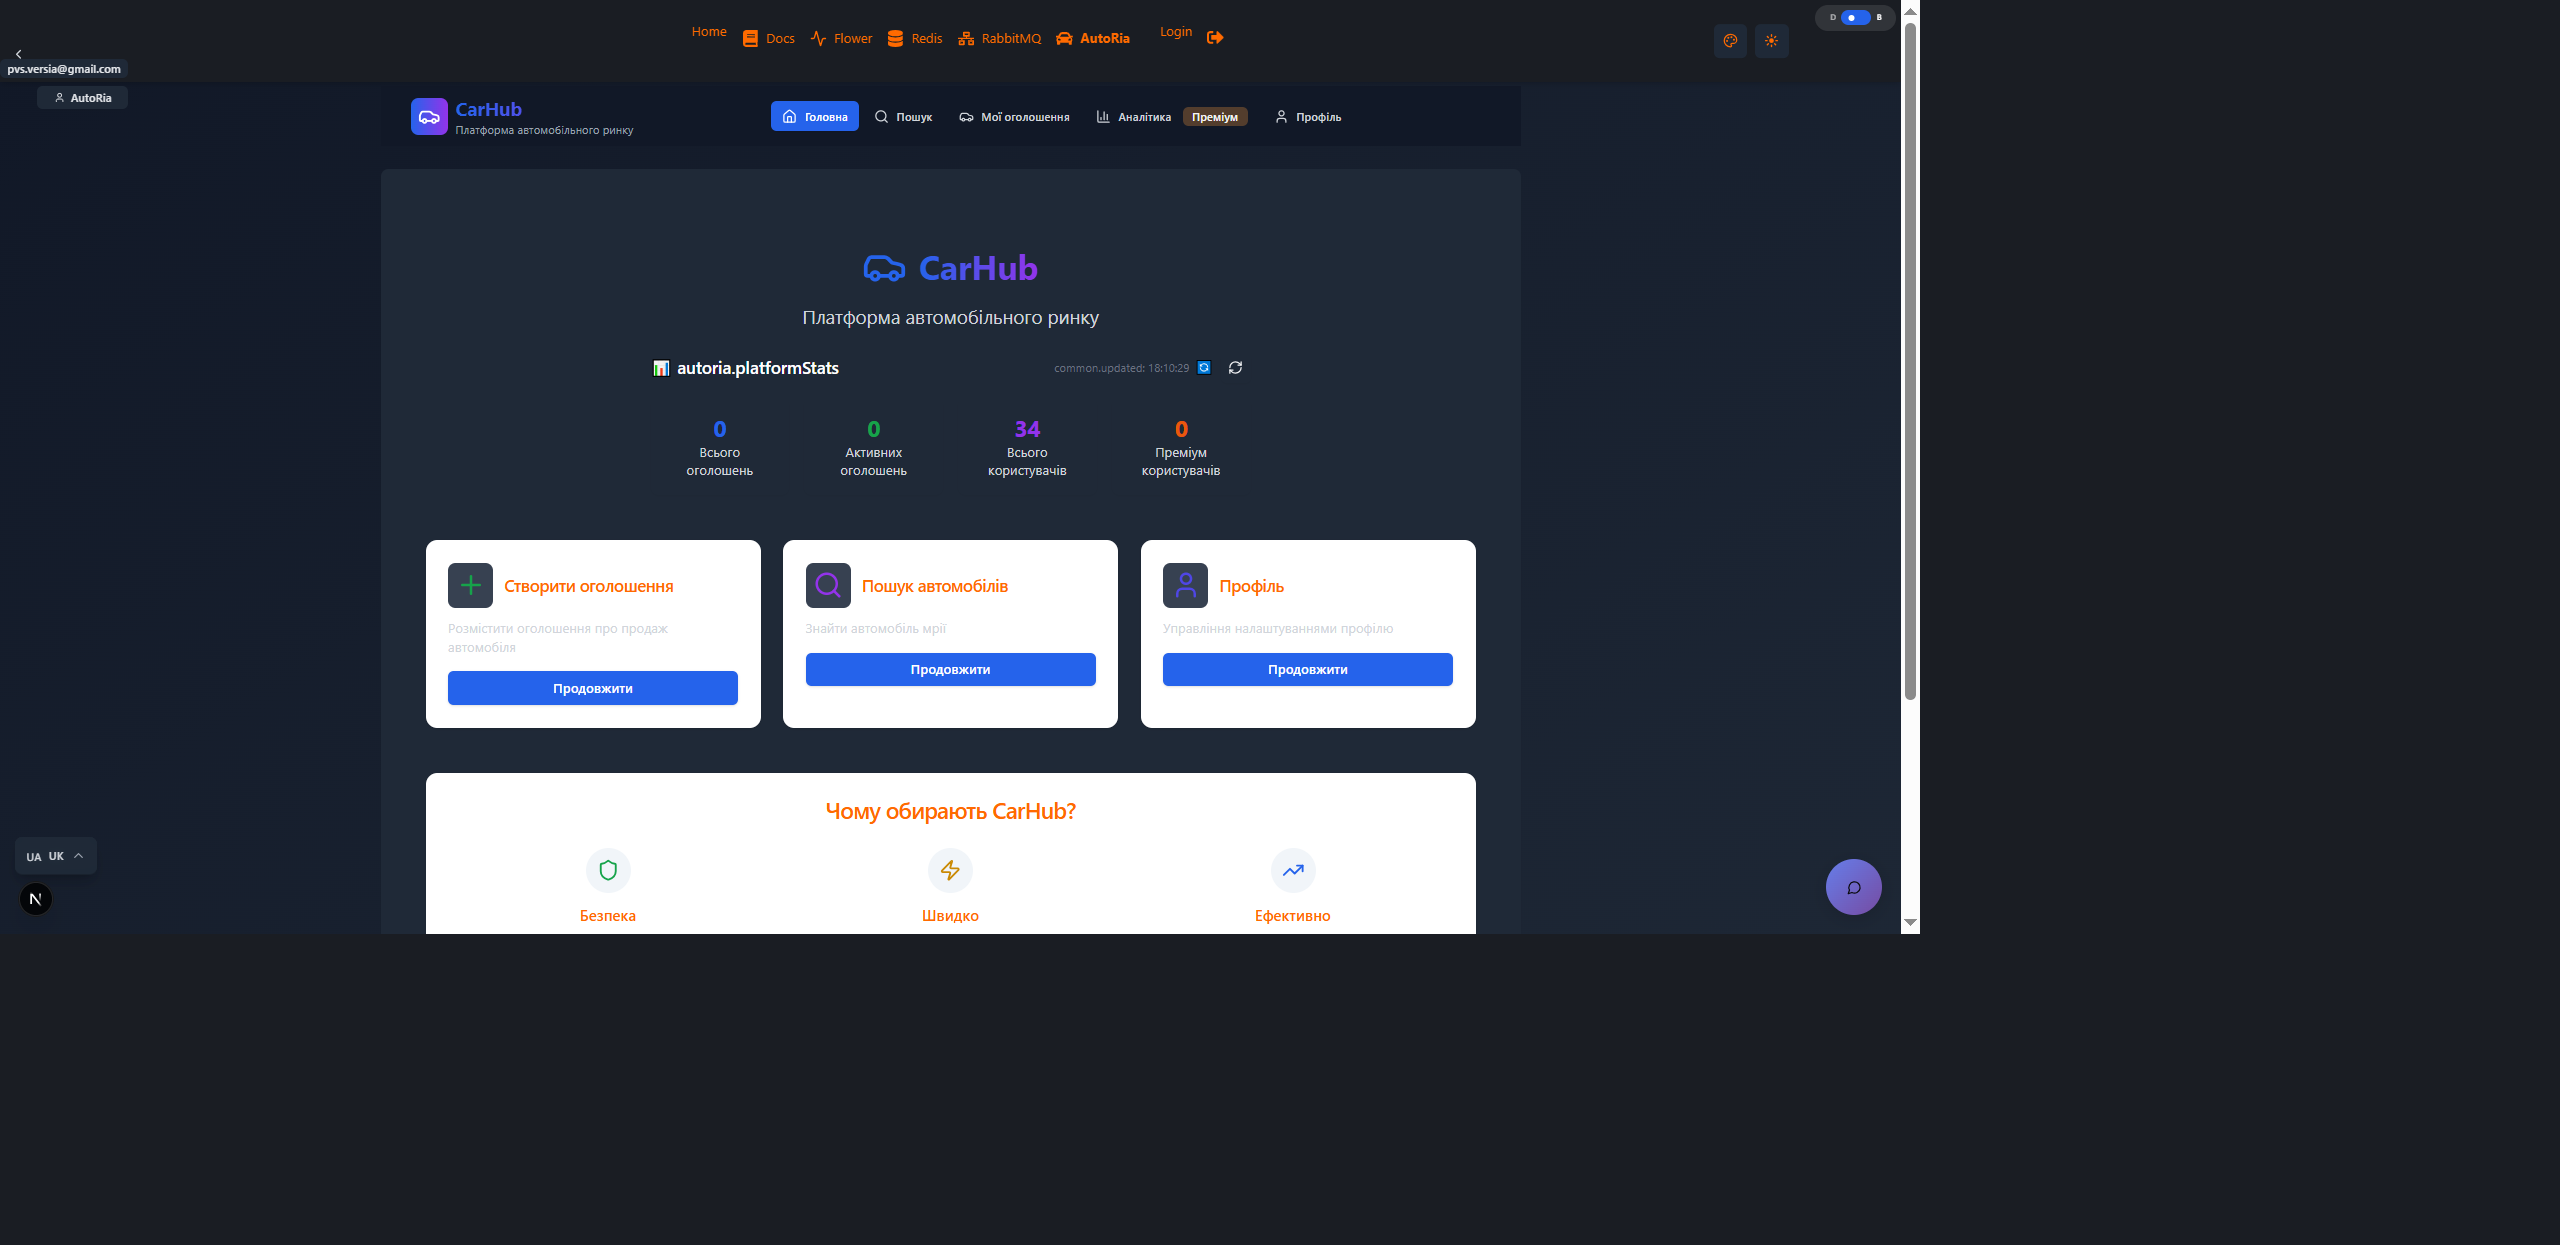 Home
Docs
Flower
Redis
RabbitMQ
AutoRia
Login
D
B
pvs.versia@gmail.com
AutoRia
CarHub
Платформа автомобільного ринку
Головна
Пошук
Мої оголошення
Аналітика
Преміум
Профіль
CarHub
Платформа автомобільного ринку
autoria.platformStats
common.updated: 18:10:29
0
Всього
оголошень
0
Активних
оголошень
34
Всього
користувачів
0
Преміум
користувачів
Створити оголошення
Розмістити оголошення про продаж
автомобіля
Продовжити
Пошук автомобілів
Знайти автомобіль мрії
Продовжити
Профіль
Управління налаштуваннями профілю
Продовжити
Чому обирають CarHub?
Безпека
Швидко
Ефективно
UA UK
N